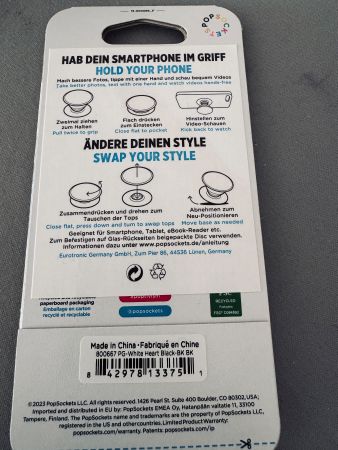 POPSOCKETS
HAB DEIN SMARTPHONE IM GRIFF
HOLD YOUR PHONE
Mach bessere Fotos, tippe mit einer Hand und schau bequem Videos
Take better photos, text with one hand and watch videos hands-free
Zweimal ziehen zum Halten
Pull twice to grip
Flach drücken zum Einstecken
Close flat to pocket
Hinstellen zum Video-Schauen
Kick back to watch
ÄNDERE DEINEN STYLE
SWAP YOUR STYLE
Zusammendrücken und drehen zum Tauschen der Tops
Close flat, press down and turn to swap tops
Abnehmen zum Neu-Positionieren
Move base as needed
Geeignet für Smartphone, Tablet, eBook-Reader etc.
Zum Befestigen auf Glas-Rückseiten beigepackte Disc verwenden.
Informationen dazu unter www.popsockets.de/anleitung
Eurotronic Germany GmbH, Zum Pier 86, 44536 Lünen, Germany
paperboard packaging
Emballage en carton
recyclé et recyclable
@popsockets
RECYCLED
Made in China • Fabriqué en Chine
800667 PG-White Heart Black-BK BK
8 42978 13375 1
©2023 PopSockets LLC. All rights reserved. 1426 Pearl St, Suite 400 Boulder, CO 80302, USA;
Imported and distributed in EU by: PopSockets EMEA Oy, Hatanpään valtatie 11, 33100
Tampere, Finland. The PopSockets name and logo are trademarks of PopSockets LLC,
registered in the US and other countries. Limited Product Warranty:
popsockets.com/warranty. Patents: popsockets.com/ip